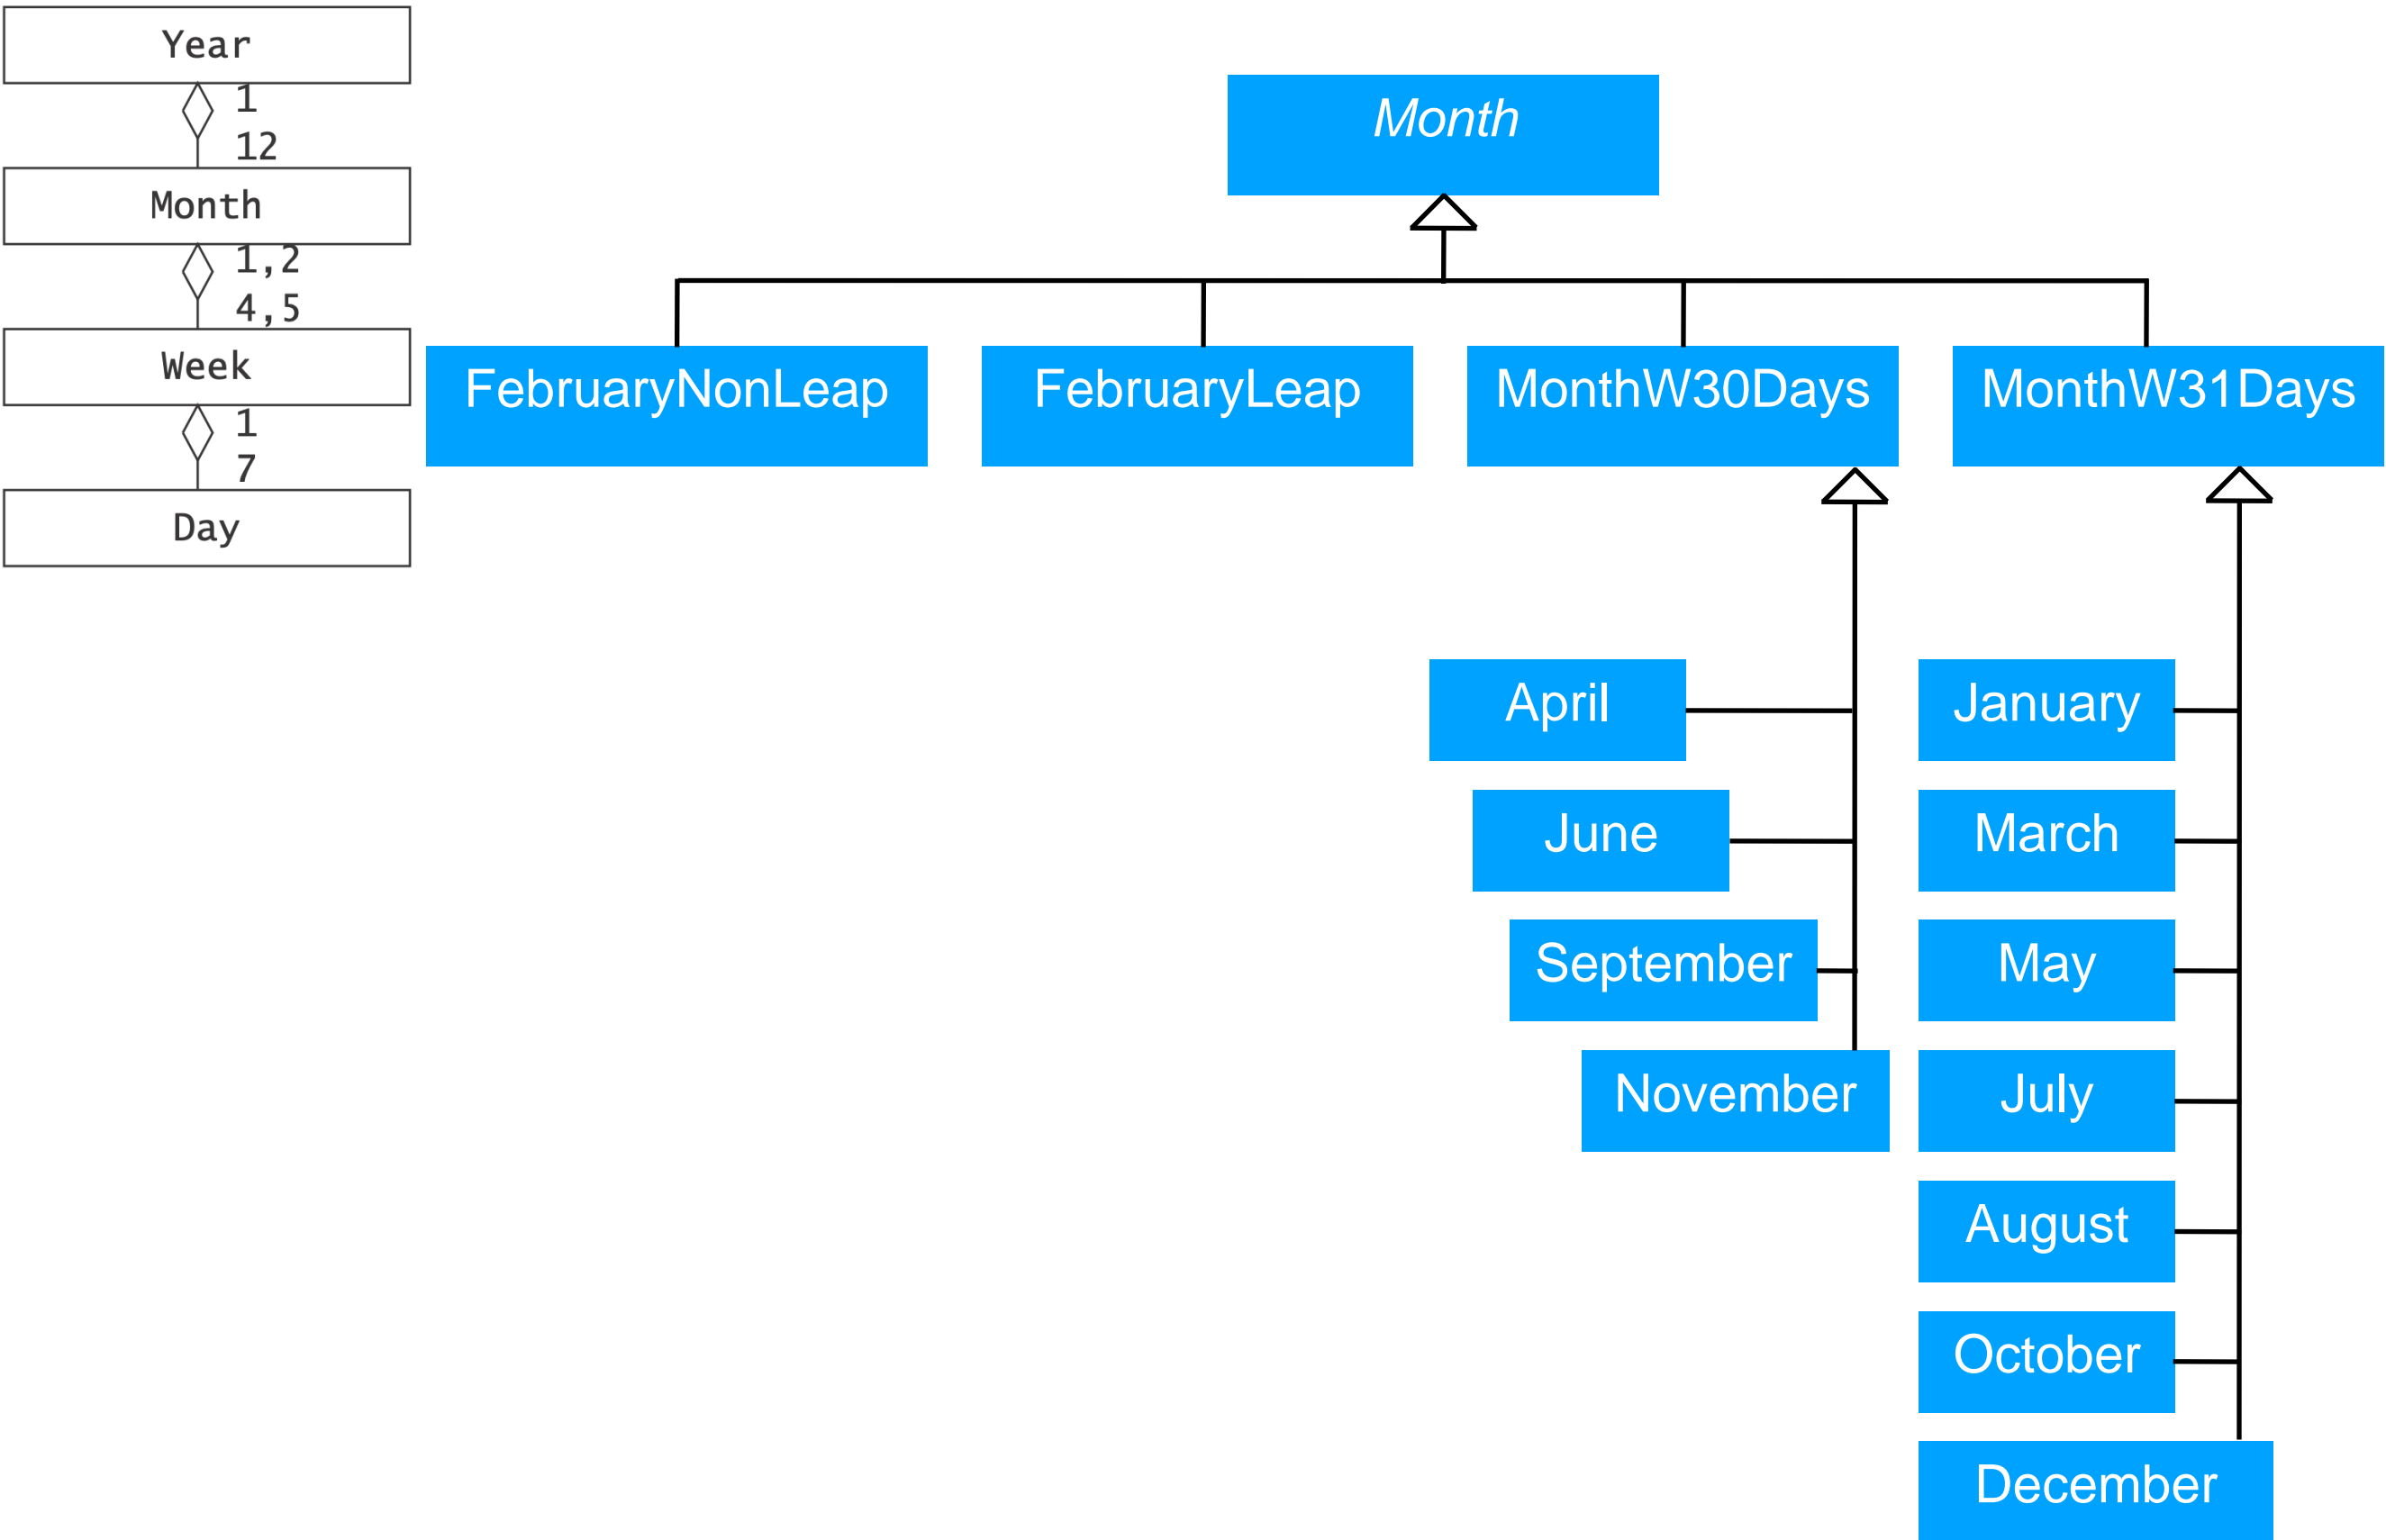 Year
1
12
Month
1,2
4,5
Week
1
7
Day
Month
FebruaryNonLeap
FebruaryLeap
MonthW30Days
MonthW31Days
April
June
September
November
January
March
May
July
August
October
December